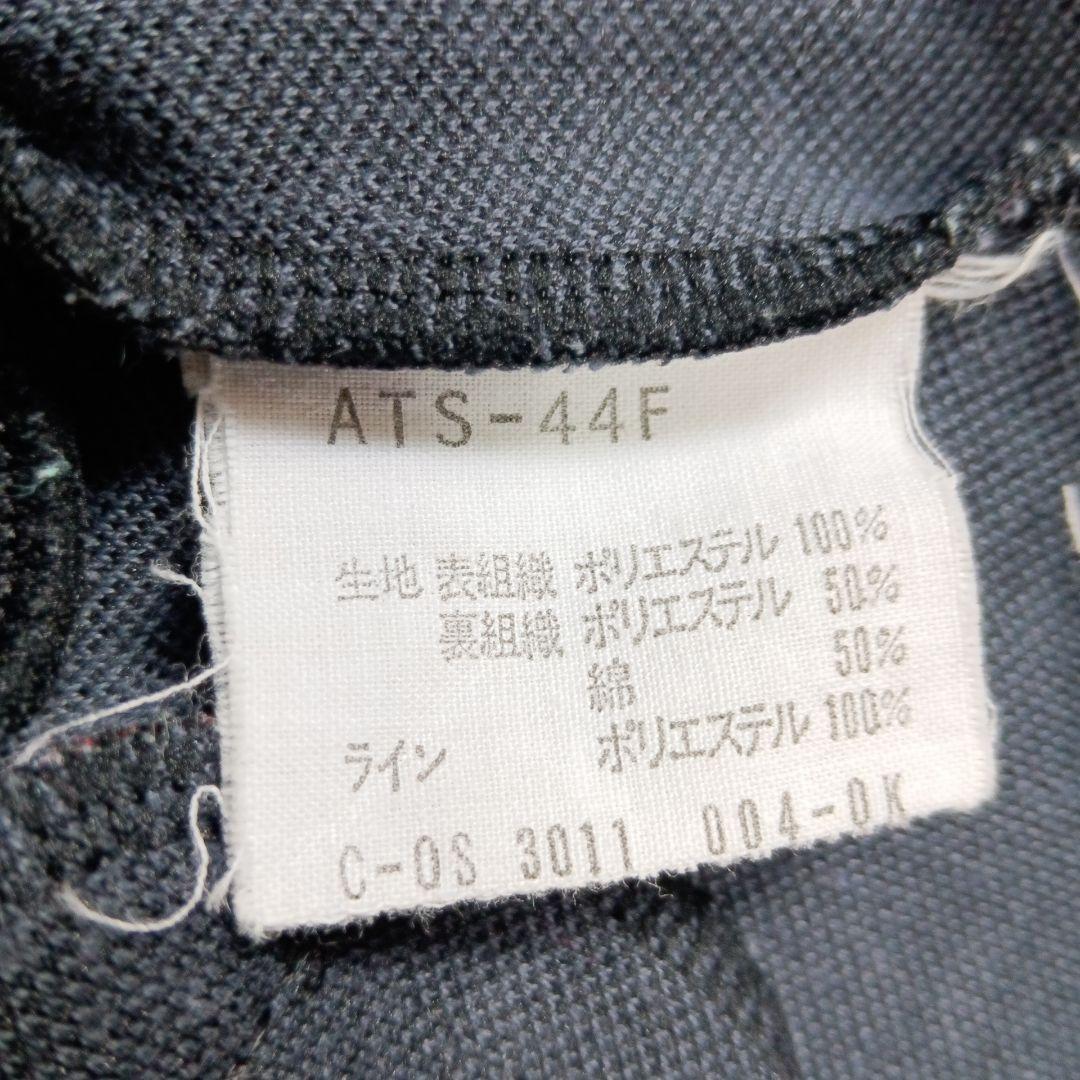 ATS-44F
生地 表組織 ポリエステル 100%
裏組織 ポリエステル 50%
綿 50%
ライン ポリエステル 100%
C-OS 3011 004-0K